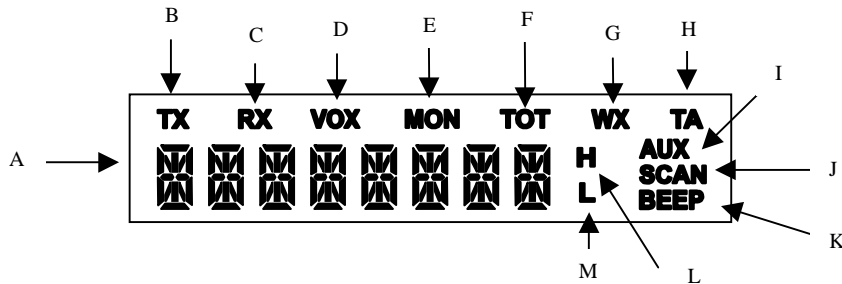 B C D E F G H
I
TX RX VOX MON TOT WX TA
A H AUX
SCAN J
L BEEP
K
M L